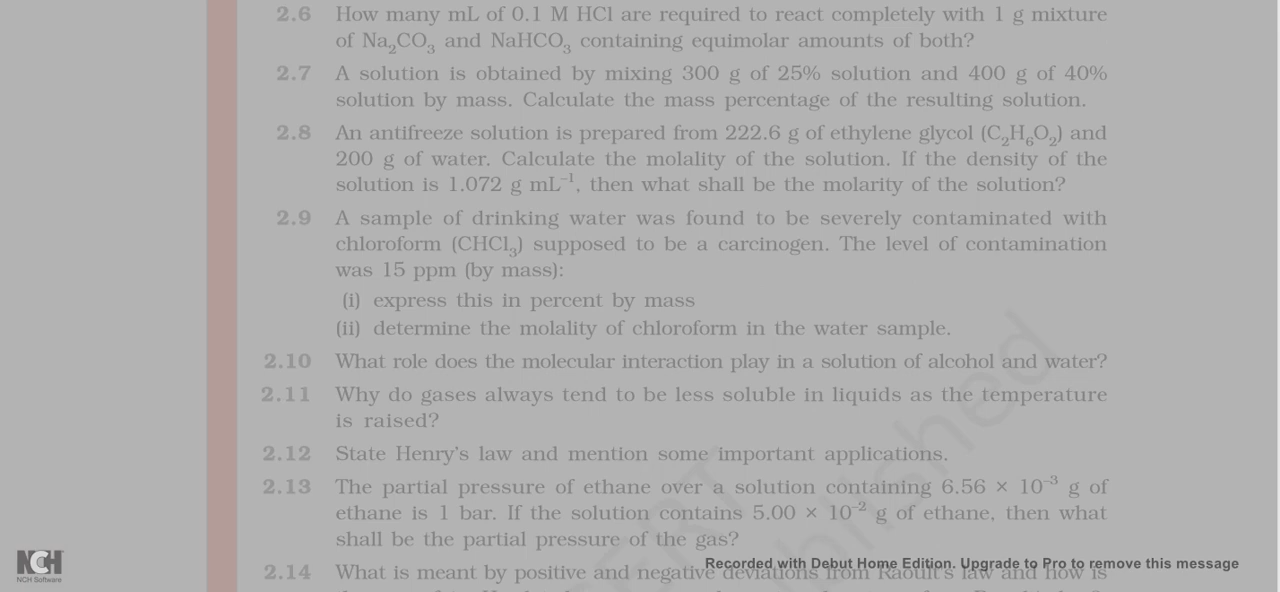 2.6 How many mL of 0.1 M HCl are required to react completely with 1 g mixture
of Na₂CO₃ and NaHCO₃ containing equimolar amounts of both?
2.7 A solution is obtained by mixing 300 g of 25% solution and 400 g of 40%
solution by mass. Calculate the mass percentage of the resulting solution.
2.8 An antifreeze solution is prepared from 222.6 g of ethylene glycol (C₂H₆O₂) and
200 g of water. Calculate the molality of the solution. If the density of the
solution is 1.072 g mL⁻¹, then what shall be the molarity of the solution?
2.9 A sample of drinking water was found to be severely contaminated with
chloroform (CHCl₃) supposed to be a carcinogen. The level of contamination
was 15 ppm (by mass):
(i) express this in percent by mass
(ii) determine the molality of chloroform in the water sample.
2.10 What role does the molecular interaction play in a solution of alcohol and water?
2.11 Why do gases always tend to be less soluble in liquids as the temperature
is raised?
2.12 State Henry's law and mention some important applications.
2.13 The partial pressure of ethane over a solution containing 6.56 × 10⁻³ g of
ethane is 1 bar. If the solution contains 5.00 × 10⁻² g of ethane, then what
shall be the partial pressure of the gas?
2.14 What is meant by positive and negative deviations from Raoult's law and how is
Recorded with Debut Home Edition. Upgrade to Pro to remove this message
NCH
NCH Software